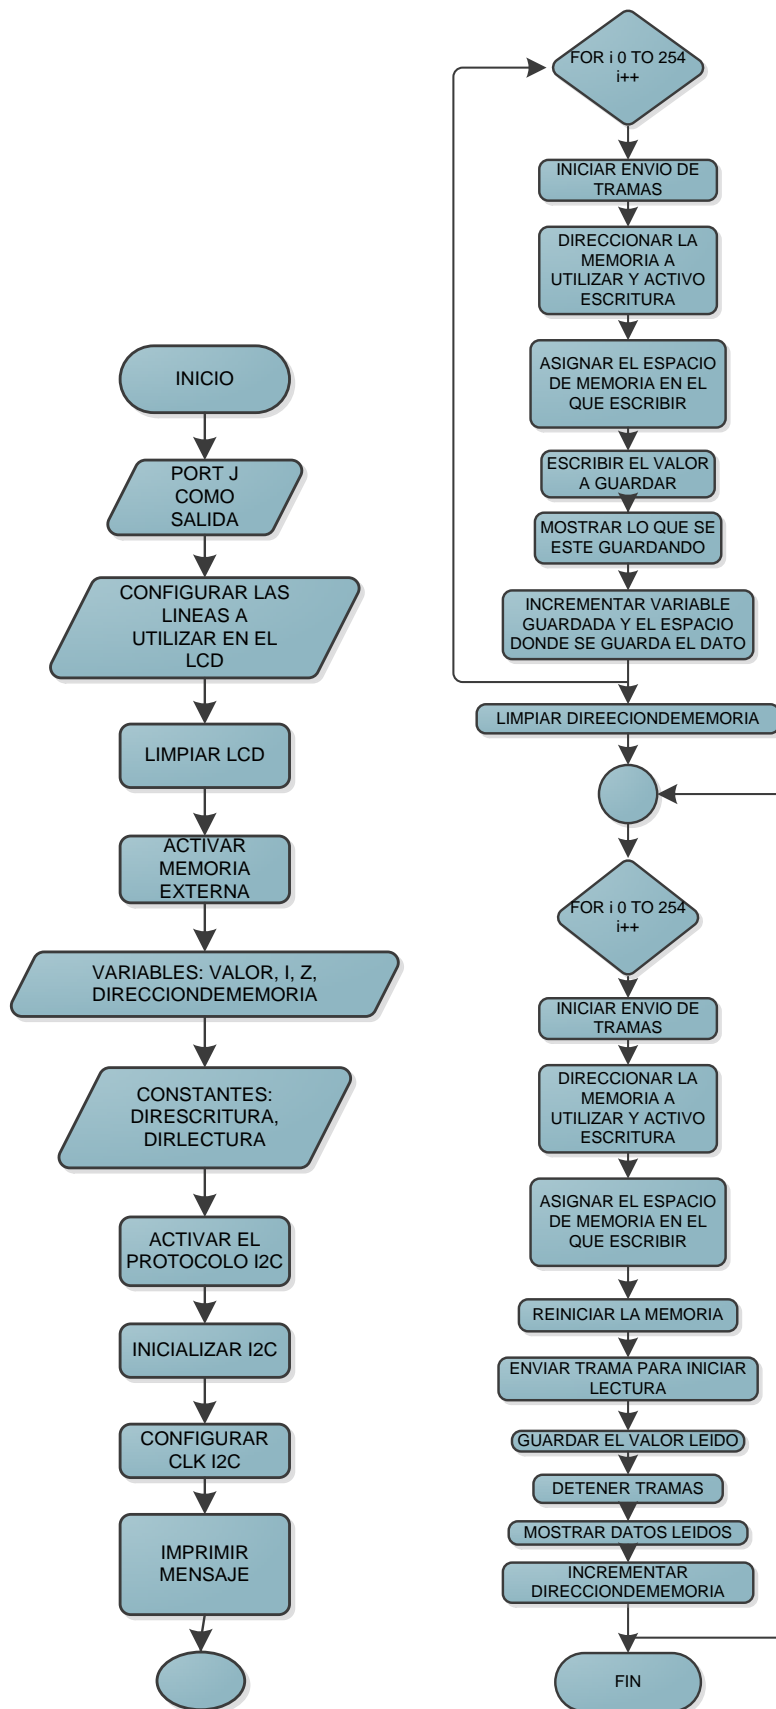 INICIO
PORT J
COMO
SALIDA
CONFIGURAR LAS
LINEAS A
UTILIZAR EN EL
LCD
LIMPIAR LCD
ACTIVAR
MEMORIA
EXTERNA
VARIABLES: VALOR, I, Z,
DIRECCIONDEMEMORIA
CONSTANTES:
DIRESCRITURA,
DIRLECTURA
ACTIVAR EL
PROTOCOLO I2C
INICIALIZAR I2C
CONFIGURAR
CLK I2C
IMPRIMIR
MENSAJE
FOR i 0 TO 254
i++
INICIAR ENVIO DE
TRAMAS
DIRECCIONAR LA
MEMORIA A
UTILIZAR Y ACTIVO
ESCRITURA
ASIGNAR EL ESPACIO
DE MEMORIA EN EL
QUE ESCRIBIR
ESCRIBIR EL VALOR
A GUARDAR
MOSTRAR LO QUE SE
ESTE GUARDANDO
INCREMENTAR VARIABLE
GUARDADA Y EL ESPACIO
DONDE SE GUARDA EL DATO
LIMPIAR DIREECIONDEMEMORIA
FOR i 0 TO 254
i++
INICIAR ENVIO DE
TRAMAS
DIRECCIONAR LA
MEMORIA A
UTILIZAR Y ACTIVO
ESCRITURA
ASIGNAR EL ESPACIO
DE MEMORIA EN EL
QUE ESCRIBIR
REINICIAR LA MEMORIA
ENVIAR TRAMA PARA INICIAR
LECTURA
GUARDAR EL VALOR LEIDO
DETENER TRAMAS
MOSTRAR DATOS LEIDOS
INCREMENTAR
DIRECCIONDEMEMORIA
FIN